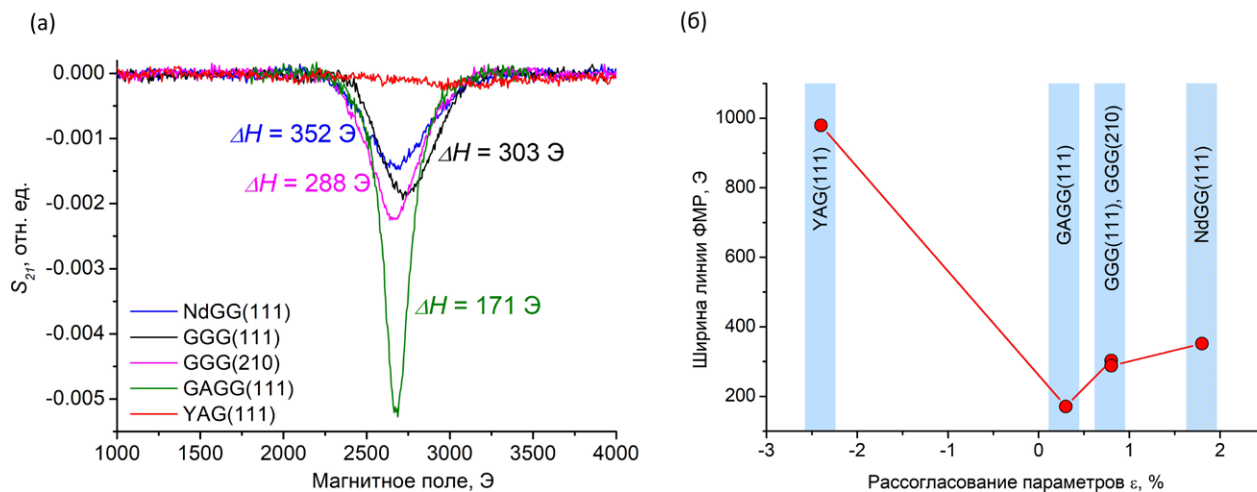 (а)
0.000
-0.001
-0.002
-0.003
-0.004
-0.005
S21, отн. ед.
ΔH = 352 Э
ΔH = 303 Э
ΔH = 288 Э
ΔH = 171 Э
NdGG(111)
GGG(111)
GGG(210)
GAGG(111)
YAG(111)
1000 1500 2000 2500 3000 3500 4000
Магнитное поле, Э
(б)
1000
800
600
400
200
Ширина линии ФМР, Э
YAG(111)
GAGG(111)
GGG(111), GGG(210)
NdGG(111)
-3 -2 -1 0 1 2
Рассогласование параметров ε, %